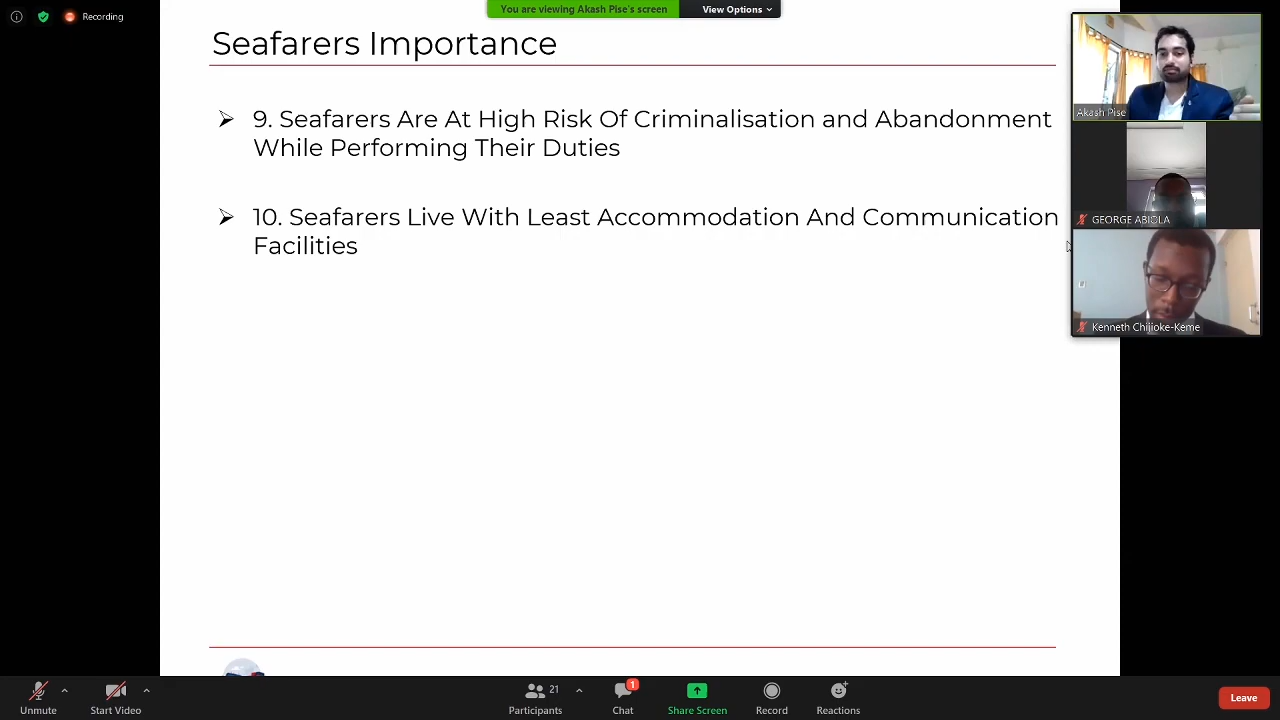 Recording
You are viewing Akash Pise's screen
View Options
Seafarers Importance
9. Seafarers Are At High Risk Of Criminalisation and Abandonment
While Performing Their Duties
10. Seafarers Live With Least Accommodation And Communication
Facilities
Akash Pise
GEORGE ABIOLA
Kenneth Chijioke-Keme
Unmute
Start Video
21
Participants
1
Chat
Share Screen
Record
Reactions
Leave